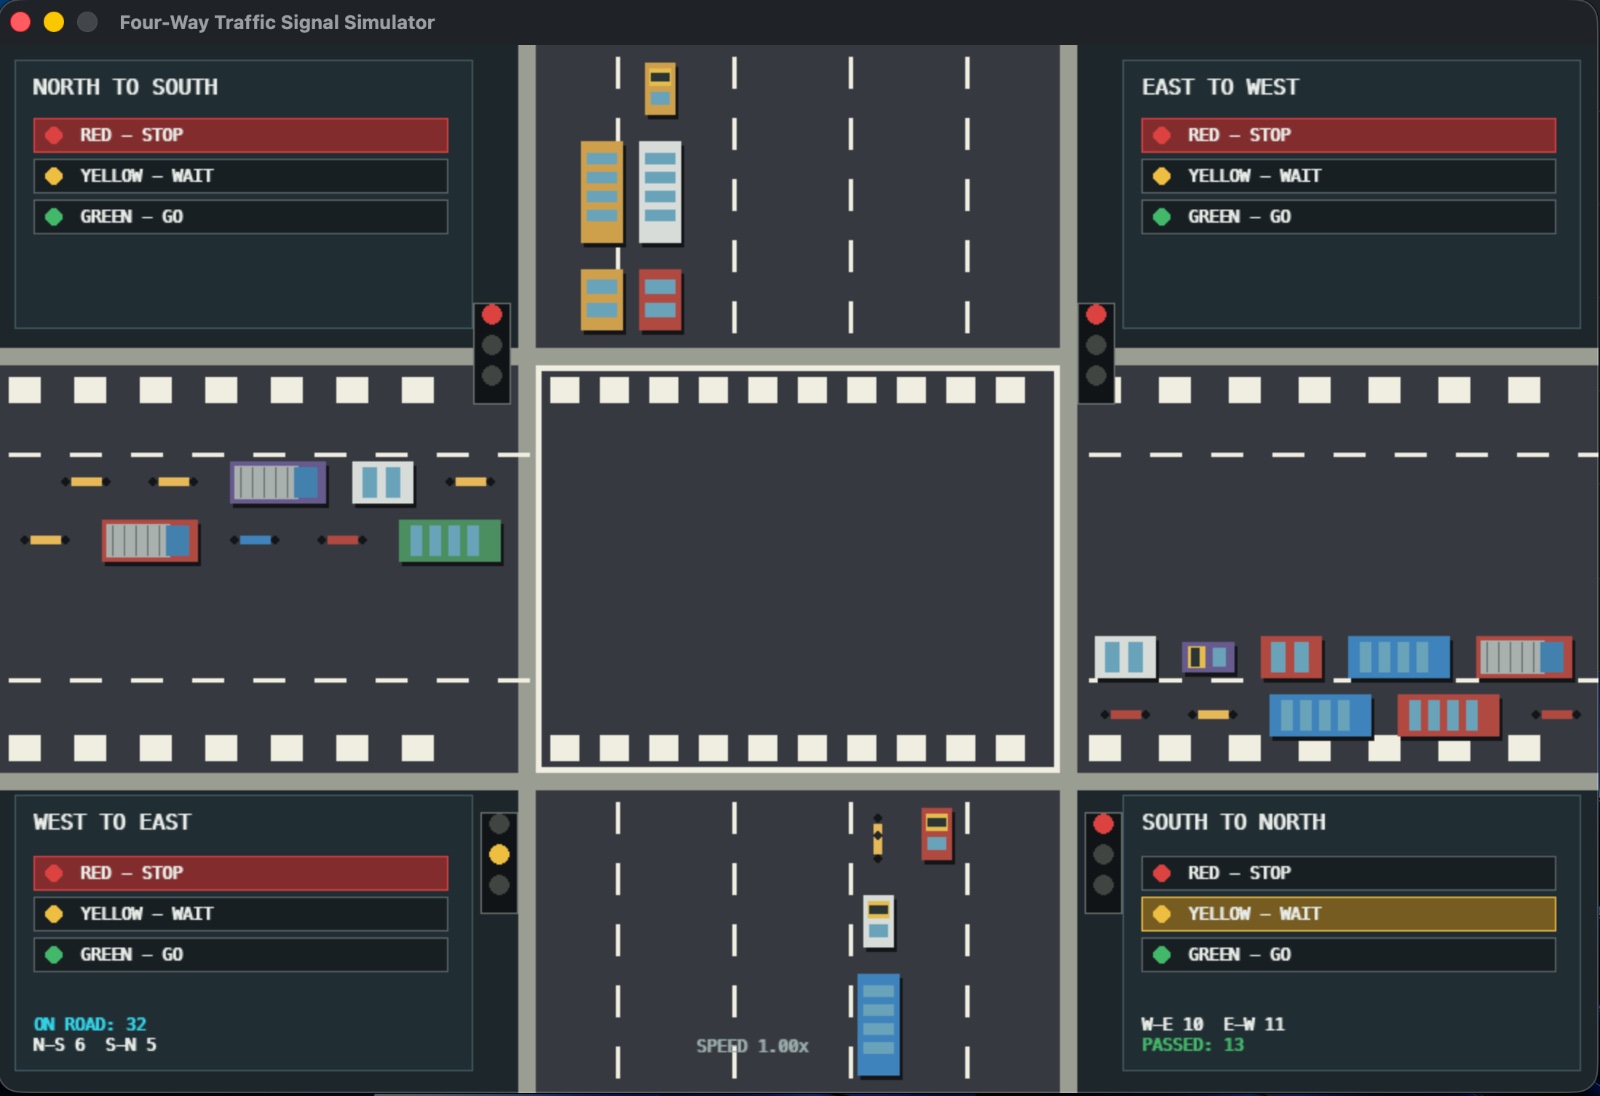 Four-Way Traffic Signal Simulator
NORTH TO SOUTH
RED – STOP
YELLOW – WAIT
GREEN – GO
EAST TO WEST
RED – STOP
YELLOW – WAIT
GREEN – GO
WEST TO EAST
RED – STOP
YELLOW – WAIT
GREEN – GO
ON ROAD: 32
N–S 6 S–N 5
SPEED 1.00x
SOUTH TO NORTH
RED – STOP
YELLOW – WAIT
GREEN – GO
W–E 10 E–W 11
PASSED: 13